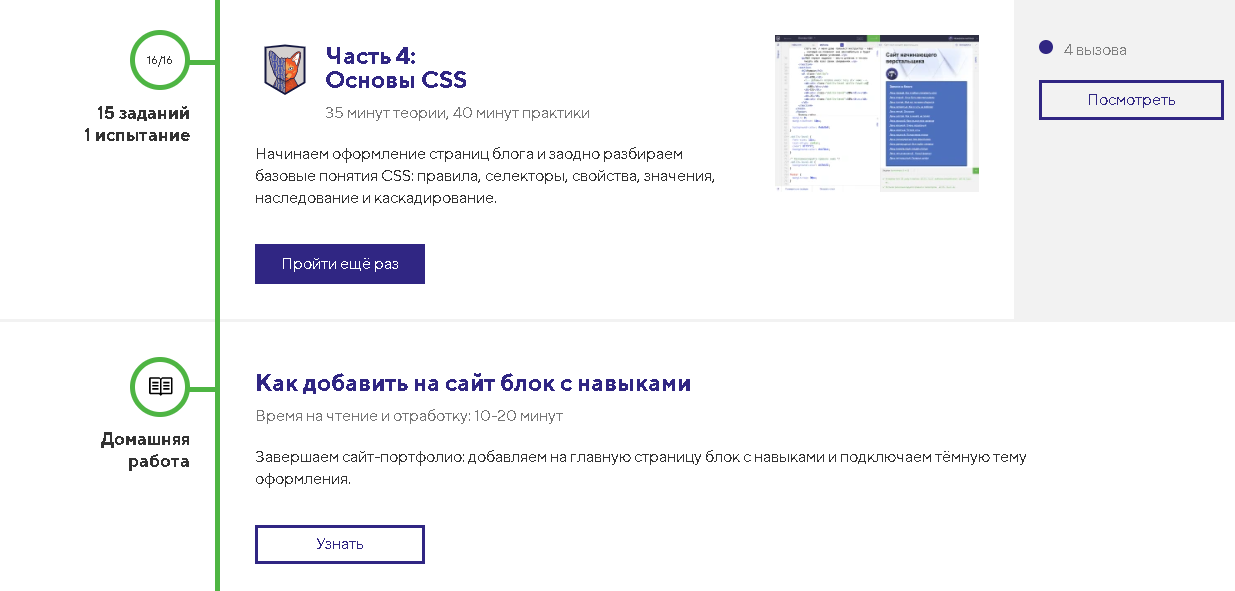 16/16
15 заданий
1 испытание
Часть 4:
Основы CSS
35 минут теории, 40 минут практики
Начинаем оформление страниц блога и заодно разбираем
базовые понятия CSS: правила, селекторы, свойства, значения,
наследование и каскадирование.
Пройти ещё раз
Сайт начинающего
верстальщика
4 вызова
Посмотреть
Домашняя
работа
Как добавить на сайт блок с навыками
Время на чтение и отработку: 10-20 минут
Завершаем сайт-портфолио: добавляем на главную страницу блок с навыками и подключаем тёмную тему
оформления.
Узнать